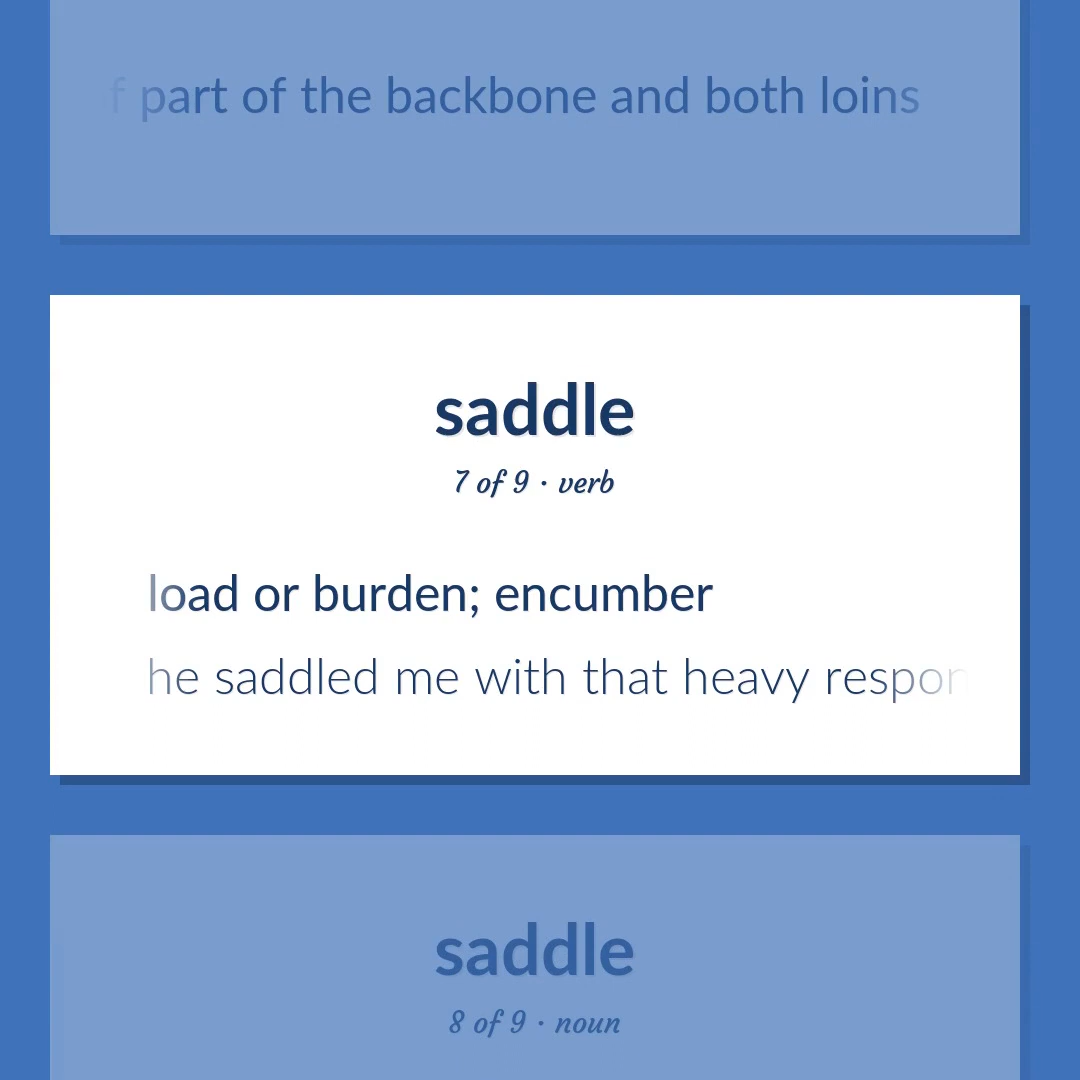 f part of the backbone and both loins
saddle
7 of 9 · verb
load or burden; encumber
he saddled me with that heavy respon
saddle
8 of 9 · noun